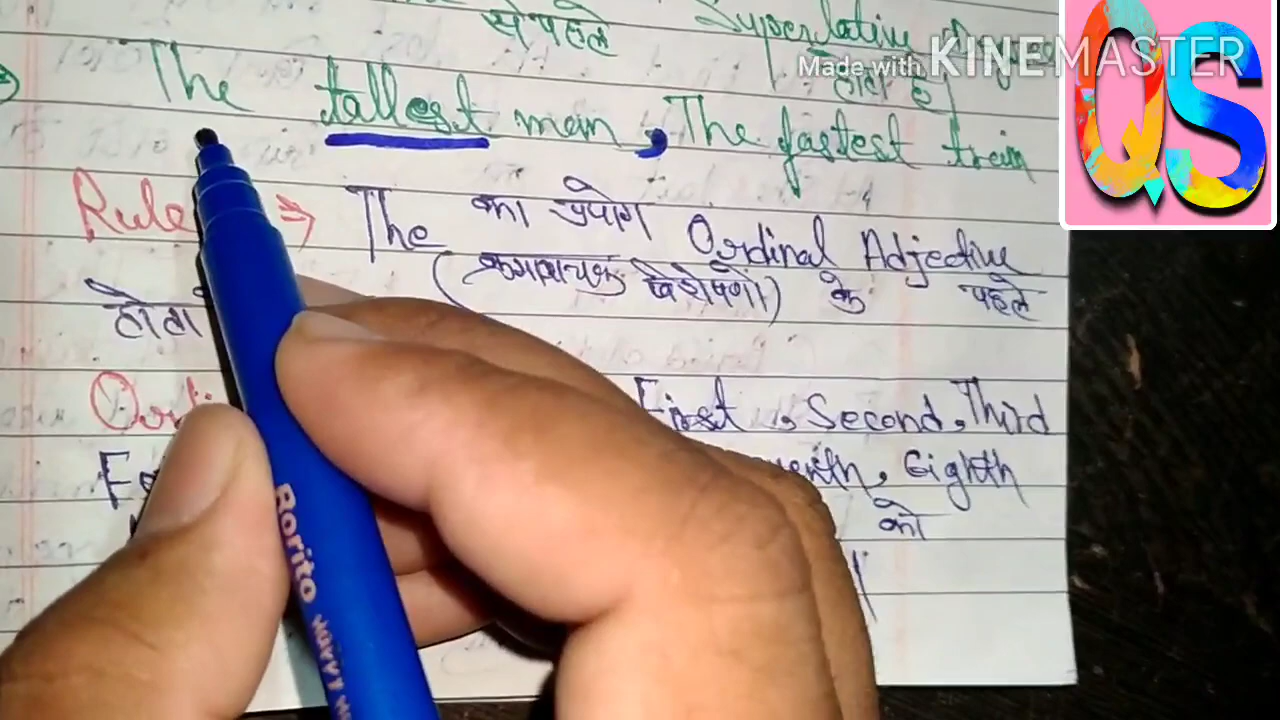 से पहले Superlative Degree
होता है|
The tallest man, The fastest train
Rule ⇒ The का प्रयोग Ordinal Adjective
(क्रमवाचक विशेषणों) के पहले
होता
First, Second, Third
Eighth
को
Made with KINEMASTER
QS
Rorito